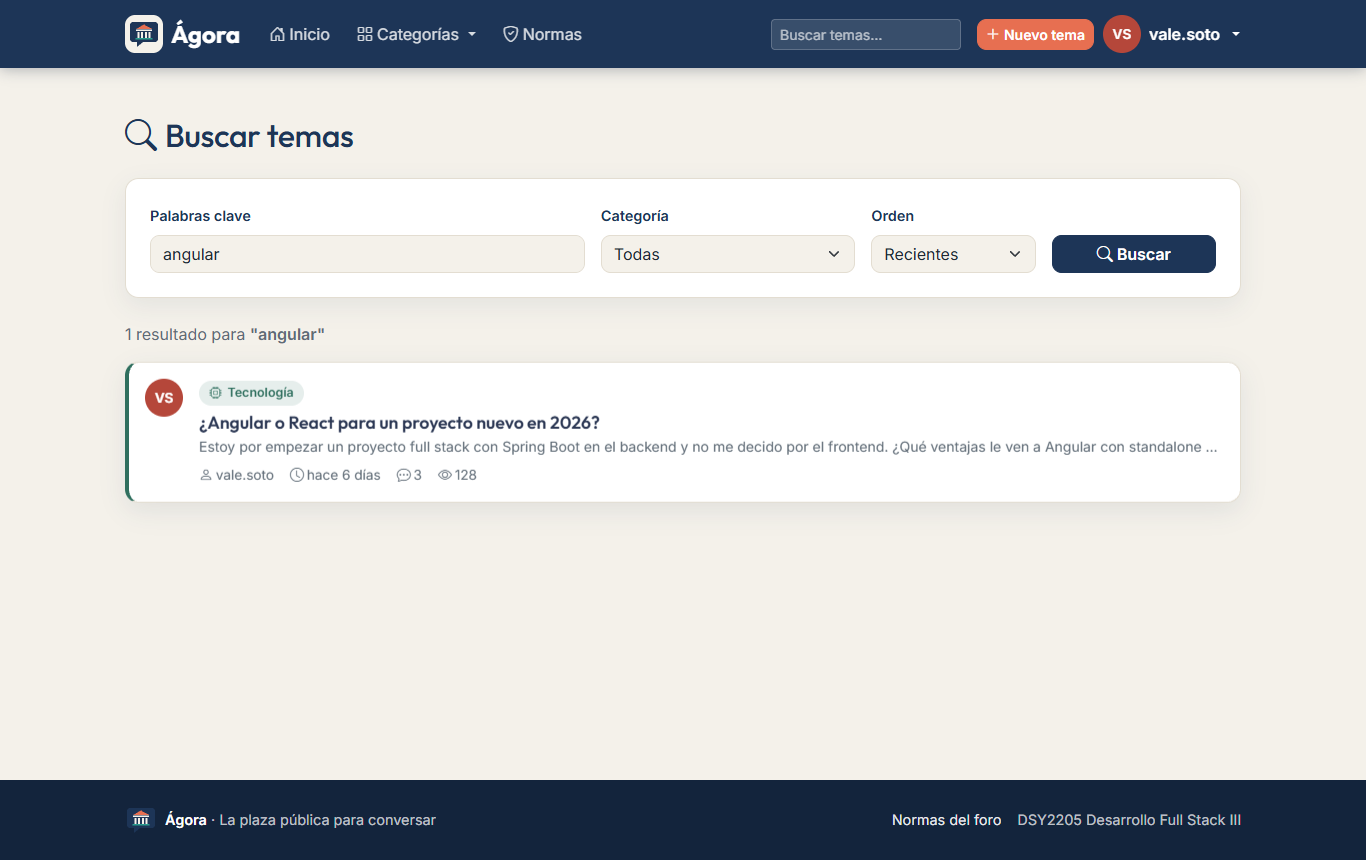 Ágora
Inicio
Categorías
Normas
Buscar temas...
+ Nuevo tema
VS
vale.soto
Buscar temas
Palabras clave
Categoría
Orden
angular
Todas
Recientes
Buscar
1 resultado para "angular"
VS
Tecnología
¿Angular o React para un proyecto nuevo en 2026?
Estoy por empezar un proyecto full stack con Spring Boot en el backend y no me decido por el frontend. ¿Qué ventajas le ven a Angular con standalone ...
vale.soto hace 6 días 3 128
Ágora · La plaza pública para conversar
Normas del foro
DSY2205 Desarrollo Full Stack III